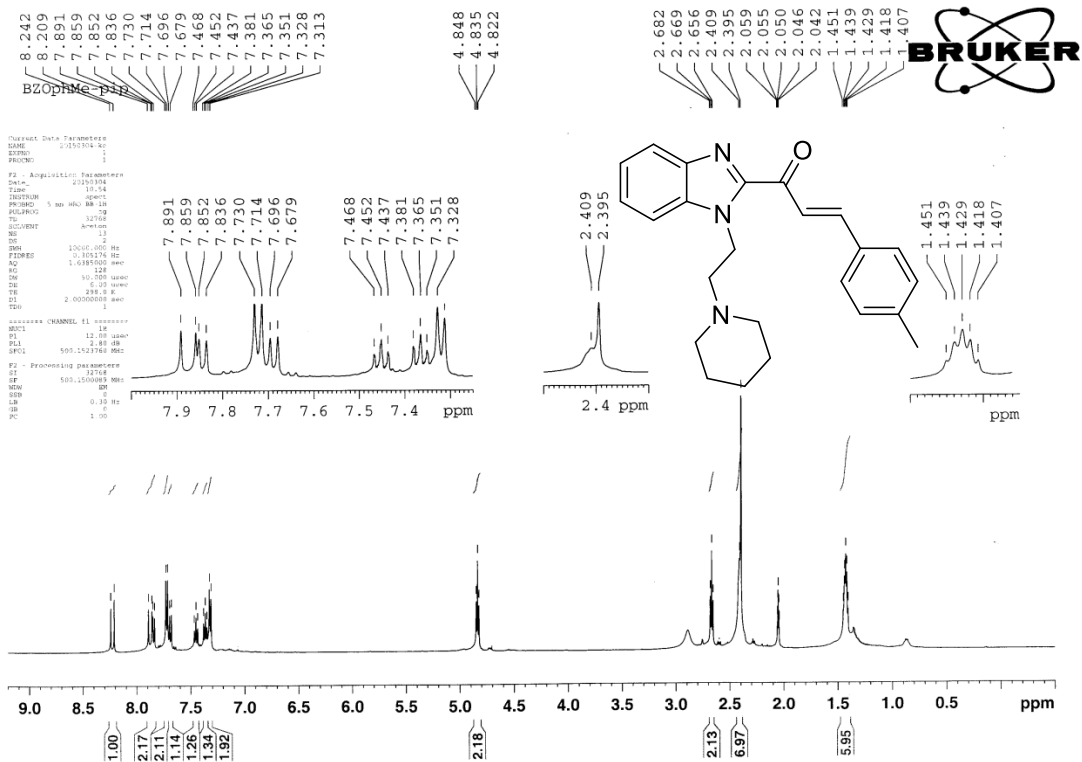 8.242
8.209
7.891
7.859
7.852
7.836
7.730
7.714
7.696
7.679
7.468
7.452
7.437
7.381
7.365
7.351
7.328
7.313
4.848
4.835
4.822
2.682
2.669
2.656
2.409
2.395
2.059
2.055
2.050
2.046
2.042
1.451
1.439
1.429
1.418
1.407
BRUKER
BZOphMe-pip
Current Data Parameters
NAME
EXPNO 1
PROCNO 1
F2 - Acquisition Parameters
Date_ 20150304
Time 10.54
INSTRUM spect
PULPROG zg
TD 32768
SOLVENT Aceton
NS 13
DS 2
SWH 10000.000 Hz
FIDRES 0.305176 Hz
AQ 1.6385000 sec
RG 128
DW 50.000 usec
DE 6.00 usec
TE 298.0 K
D1 2.00000000 sec
TD0 1
======== CHANNEL f1 ========
NUC1 1H
P1 12.00 usec
PL1 2.80 dB
SFO1 500.1523764 MHz
F2 - Processing parameters
SI 32768
SF 500.1500089 MHz
WDW EM
SSB 0
LB 0.30 Hz
GB 0
PC 1.00
7.891
7.859
7.852
7.836
7.730
7.714
7.696
7.679
7.468
7.452
7.437
7.381
7.365
7.351
7.328
7.9 7.8 7.7 7.6 7.5 7.4 ppm
2.409
2.395
2.4 ppm
N
N
O
N
1.451
1.439
1.429
1.418
1.407
ppm
9.0 8.5 8.0 7.5 7.0 6.5 6.0 5.5 5.0 4.5 4.0 3.5 3.0 2.5 2.0 1.5 1.0 ppm
1.00
2.17
2.11
1.14
1.26
1.34
1.92
2.18
2.13
6.97
5.95